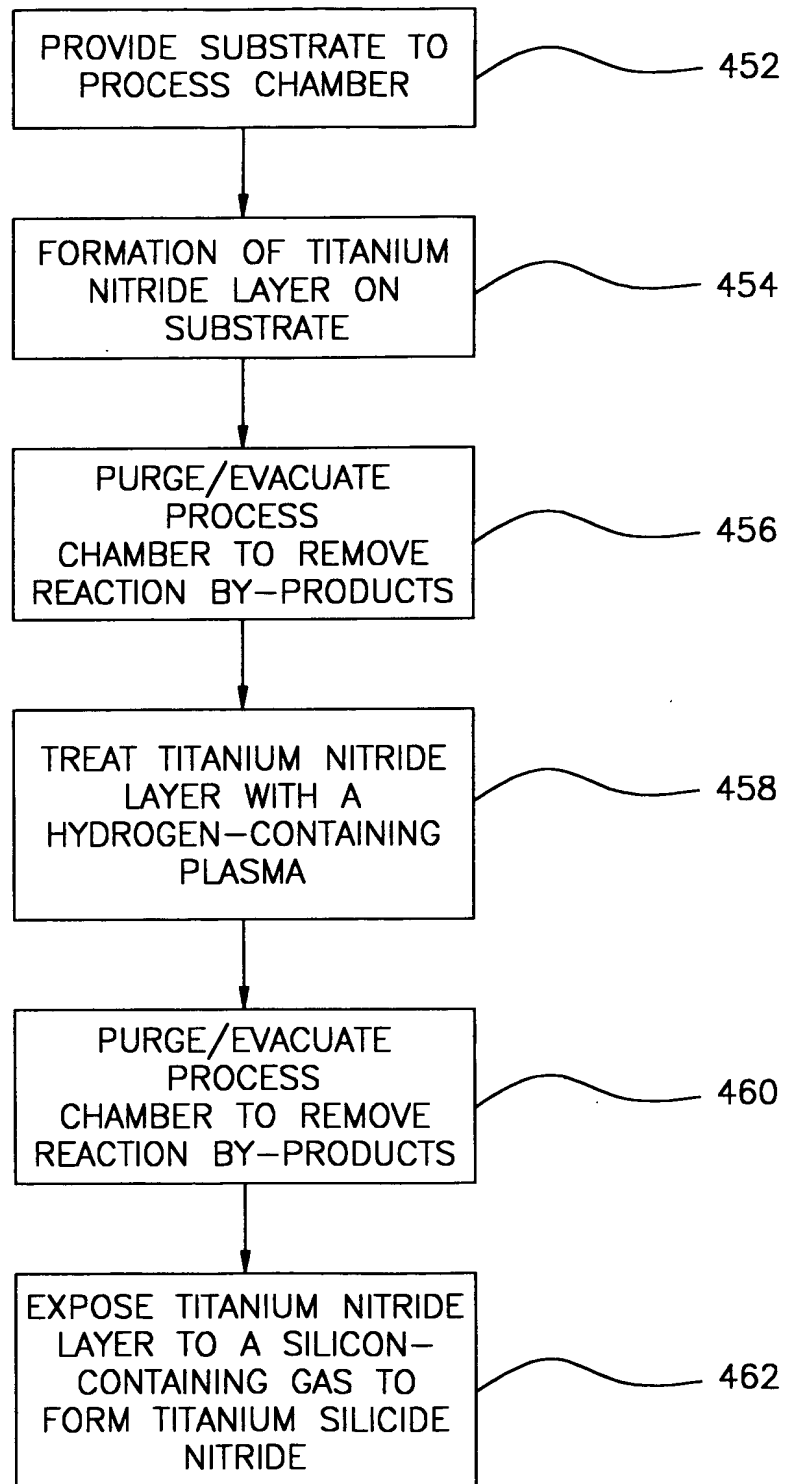 PROVIDE SUBSTRATE TO
PROCESS CHAMBER
452
FORMATION OF TITANIUM
NITRIDE LAYER ON
SUBSTRATE
454
PURGE/EVACUATE
PROCESS
CHAMBER TO REMOVE
REACTION BY–PRODUCTS
456
TREAT TITANIUM NITRIDE
LAYER WITH A
HYDROGEN–CONTAINING
PLASMA
458
PURGE/EVACUATE
PROCESS
CHAMBER TO REMOVE
REACTION BY–PRODUCTS
460
EXPOSE TITANIUM NITRIDE
LAYER TO A SILICON–
CONTAINING GAS TO
FORM TITANIUM SILICIDE
NITRIDE
462